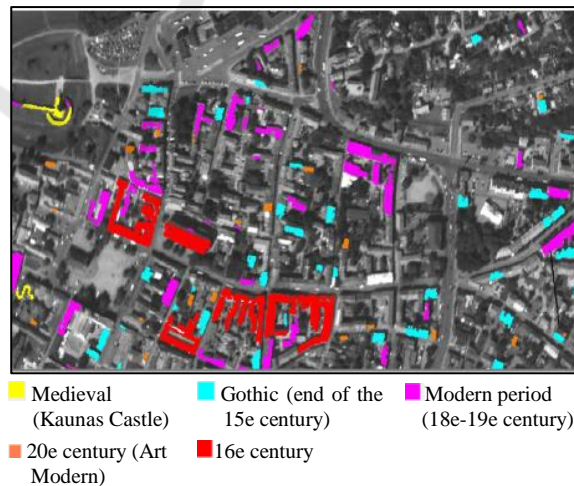 Medieval
(Kaunas Castle)
Gothic (end of the
15e century)
Modern period
(18e-19e century)
20e century (Art
Modern)
16e century